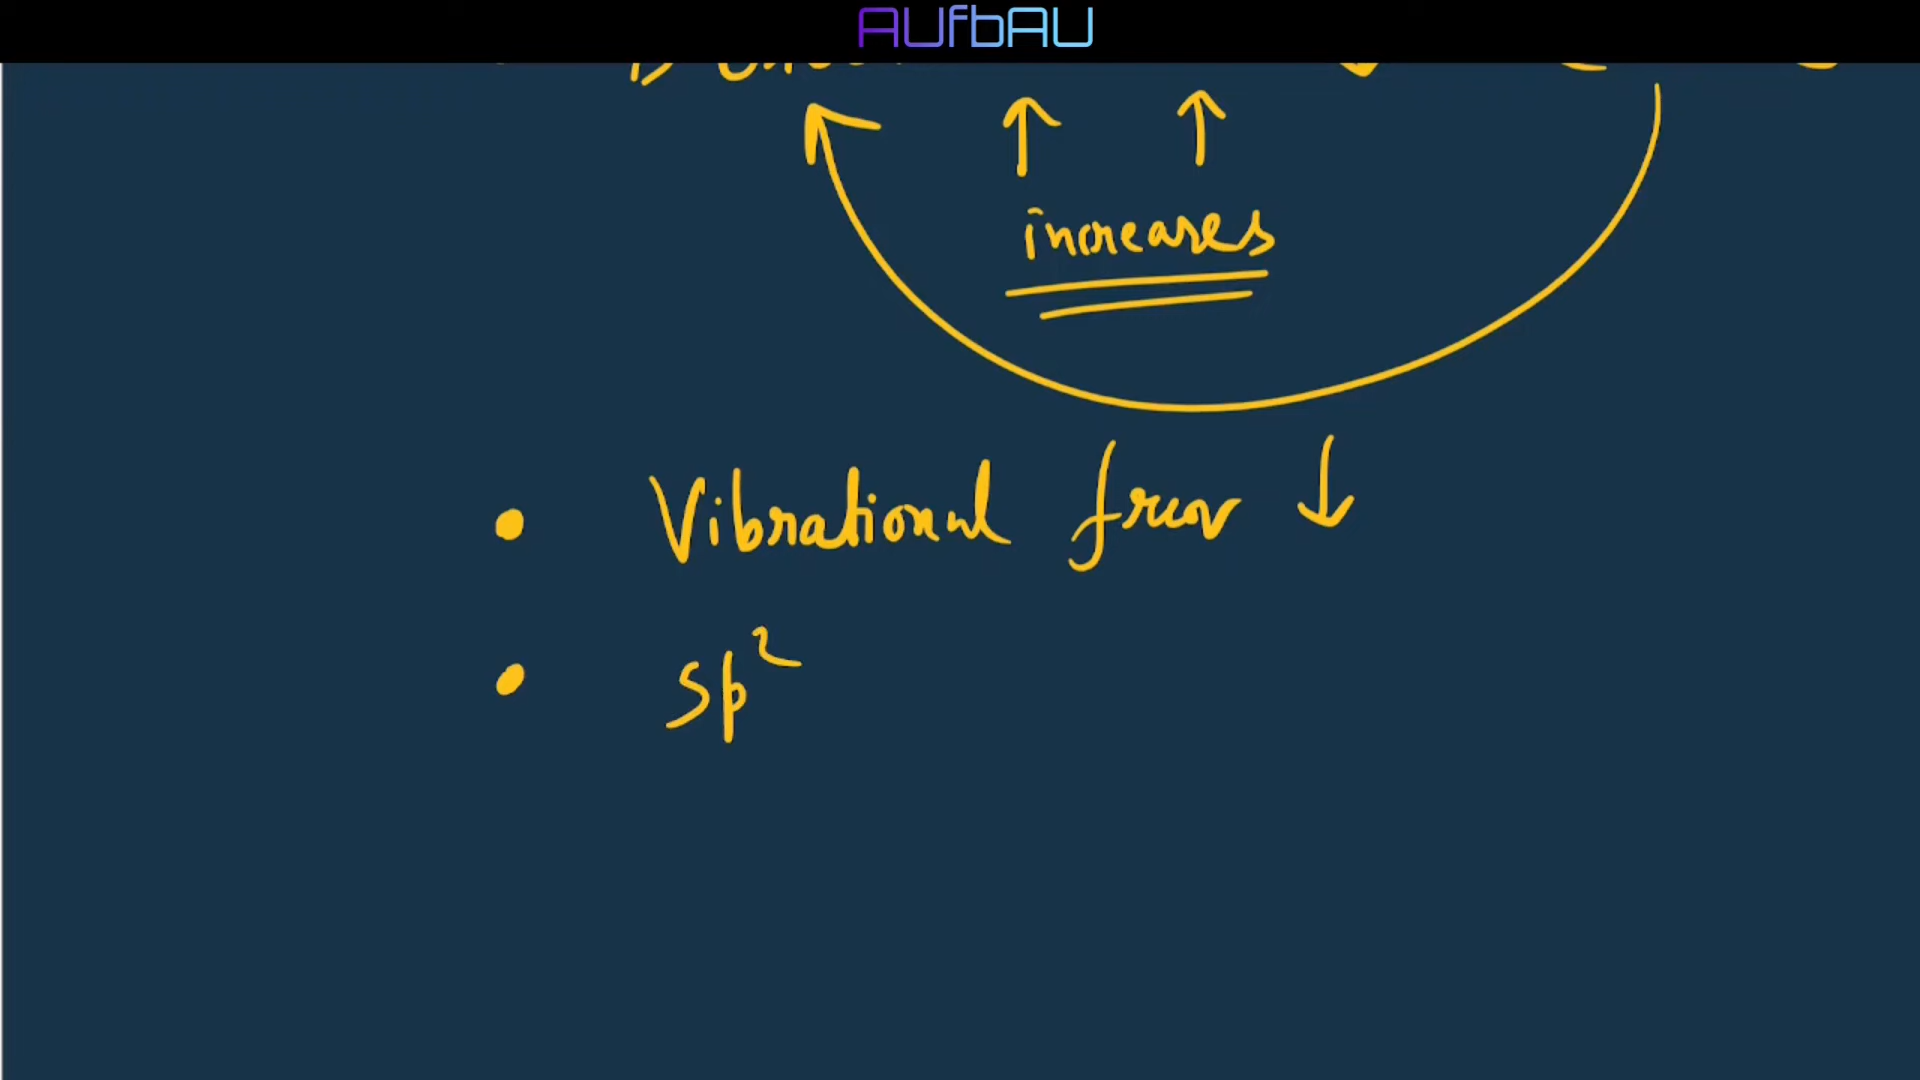 AUfbAU
↑ ↑
increases
• Vibrational freq ↓
• sp²